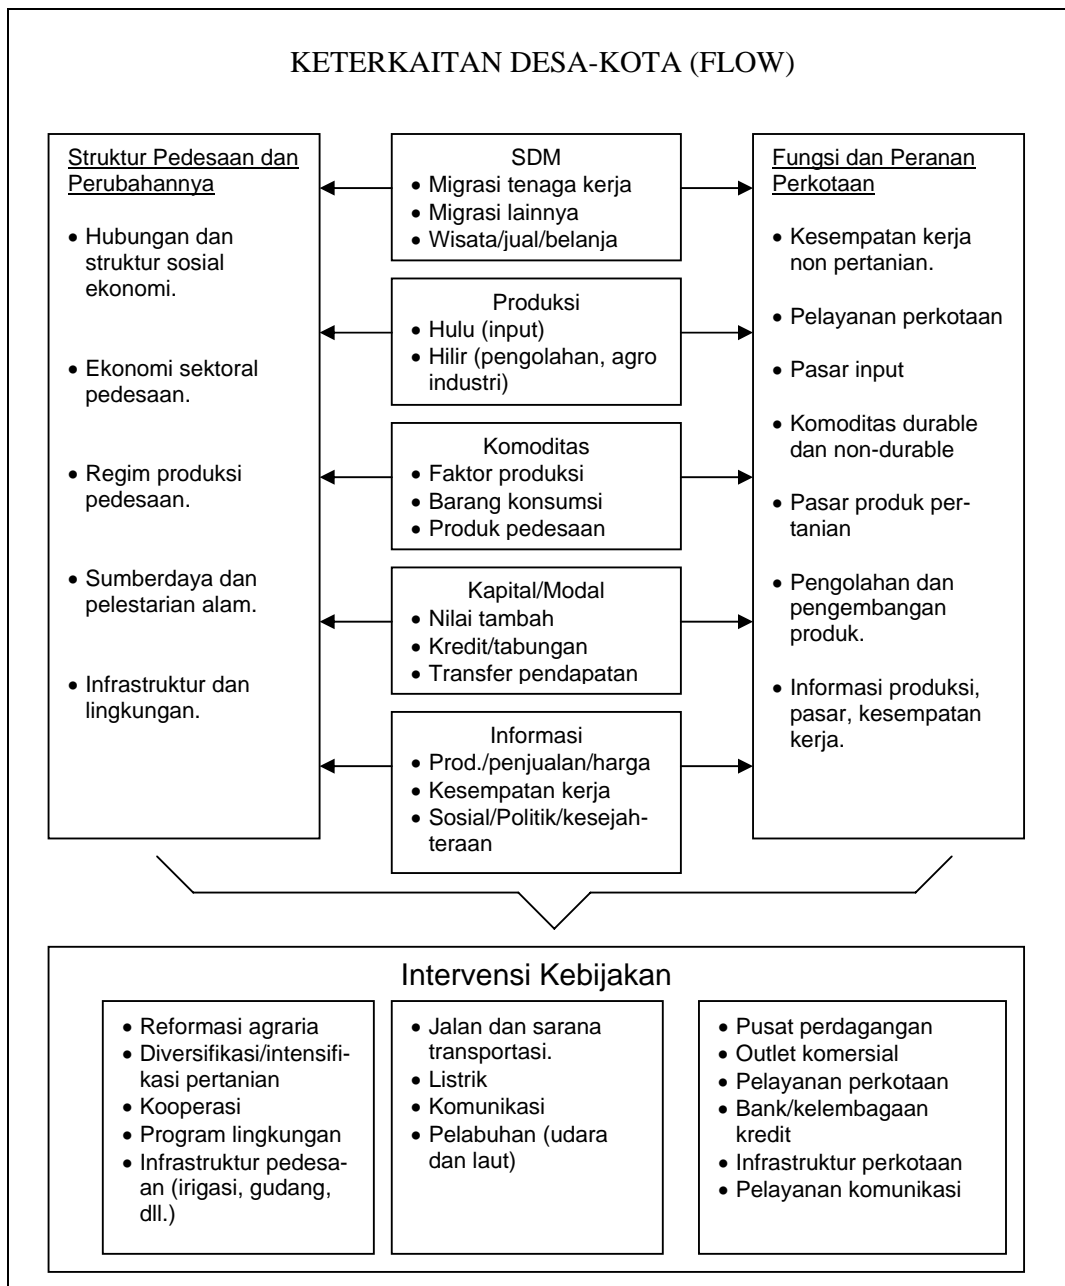 KETERKAITAN DESA-KOTA (FLOW)
Struktur Pedesaan dan
Perubahannya
• Hubungan dan
struktur sosial
ekonomi.
• Ekonomi sektoral
pedesaan.
• Regim produksi
pedesaan.
• Sumberdaya dan
pelestarian alam.
• Infrastruktur dan
lingkungan.
SDM
• Migrasi tenaga kerja
• Migrasi lainnya
• Wisata/jual/belanja
Produksi
• Hulu (input)
• Hilir (pengolahan, agro
industri)
Komoditas
• Faktor produksi
• Barang konsumsi
• Produk pedesaan
Kapital/Modal
• Nilai tambah
• Kredit/tabungan
• Transfer pendapatan
Informasi
• Prod./penjualan/harga
• Kesempatan kerja
• Sosial/Politik/kesejah-
teraan
Fungsi dan Peranan
Perkotaan
• Kesempatan kerja
non pertanian.
• Pelayanan perkotaan
• Pasar input
• Komoditas durable
dan non-durable
• Pasar produk per-
tanian
• Pengolahan dan
pengembangan
produk.
• Informasi produksi,
pasar, kesempatan
kerja.
Intervensi Kebijakan
• Reformasi agraria
• Diversifikasi/intensifi-
kasi pertanian
• Kooperasi
• Program lingkungan
• Infrastruktur pedesa-
an (irigasi, gudang,
dll.)
• Jalan dan sarana
transportasi.
• Listrik
• Komunikasi
• Pelabuhan (udara
dan laut)
• Pusat perdagangan
• Outlet komersial
• Pelayanan perkotaan
• Bank/kelembagaan
kredit
• Infrastruktur perkotaan
• Pelayanan komunikasi